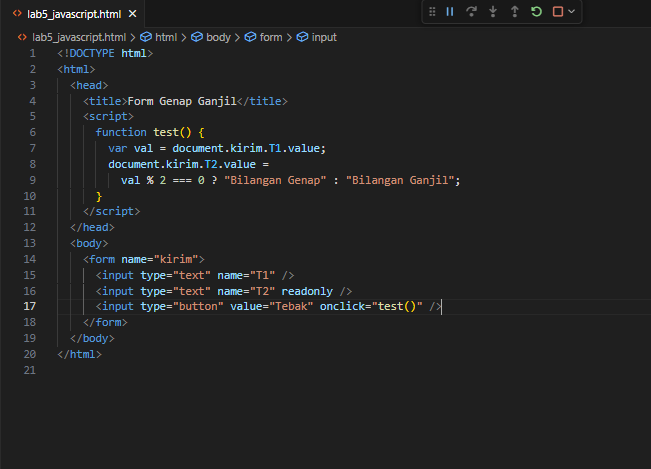 lab5_javascript.html
lab5_javascript.html > html > body > form > input
1 <!DOCTYPE html>
2 <html>
3 <head>
4 <title>Form Genap Ganjil</title>
5 <script>
6 function test() {
7 var val = document.kirim.T1.value;
8 document.kirim.T2.value =
9 val % 2 === 0 ? "Bilangan Genap" : "Bilangan Ganjil";
10 }
11 </script>
12 </head>
13 <body>
14 <form name="kirim">
15 <input type="text" name="T1" />
16 <input type="text" name="T2" readonly />
17 <input type="button" value="Tebak" onclick="test()" />
18 </form>
19 </body>
20 </html>
21